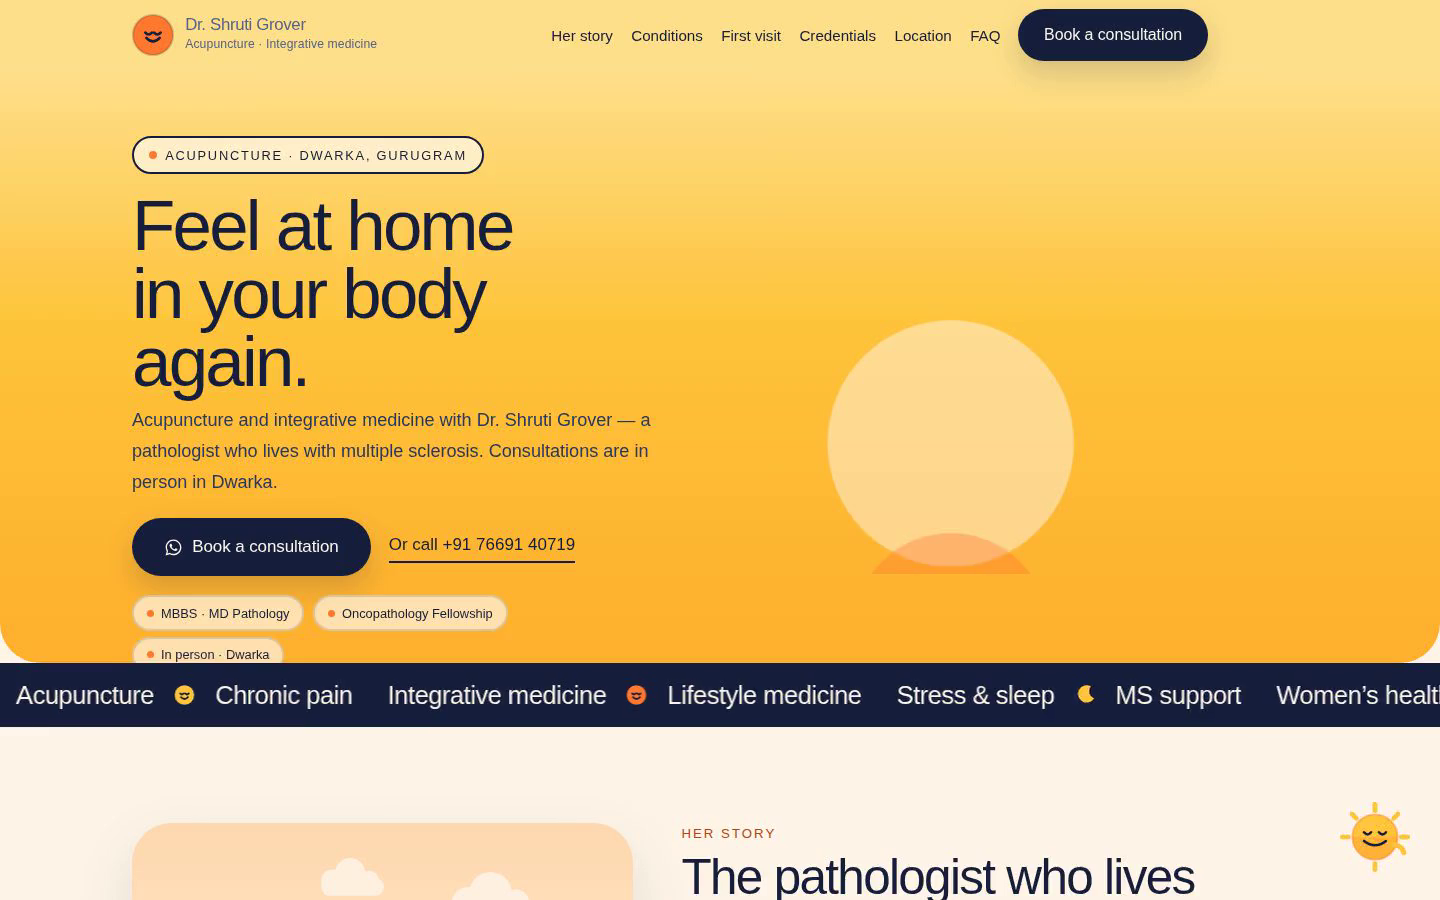 Dr. Shruti Grover
Acupuncture · Integrative medicine
Her story
Conditions
First visit
Credentials
Location
FAQ
Book a consultation
ACUPUNCTURE · DWARKA, GURUGRAM
Feel at home
in your body
again.
Acupuncture and integrative medicine with Dr. Shruti Grover — a
pathologist who lives with multiple sclerosis. Consultations are in
person in Dwarka.
Book a consultation
Or call +91 76691 40719
MBBS · MD Pathology
Oncopathology Fellowship
In person · Dwarka
Acupuncture
Chronic pain
Integrative medicine
Lifestyle medicine
Stress & sleep
MS support
Women’s health
HER STORY
The pathologist who lives